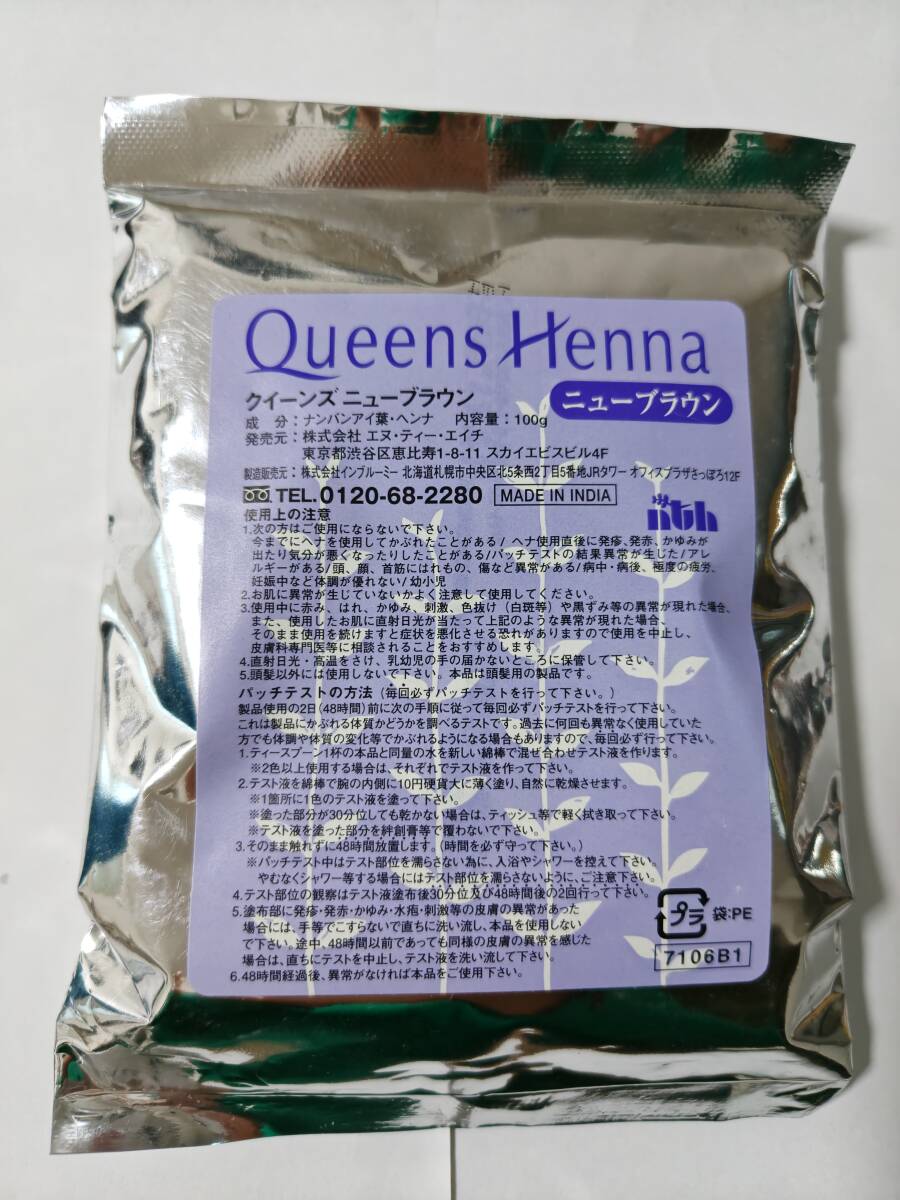 Queens Henna
クイーンズ ニューブラウン
ニューブラウン
成　分：ナンバンアイ葉・ヘンナ　内容量：100g
発売元：株式会社 エヌ・ティー・エイチ
東京都渋谷区恵比寿1-8-11 スカイエビスビル4F
製造販売元：株式会社インブルーミー 北海道札幌市中央区北5条西2丁目5番地JRタワー オフィスプラザさっぽろ12F
TEL.0120-68-2280 MADE IN INDIA
nth
使用上の注意
1.次の方はご使用にならないで下さい。
今までにヘナを使用してかぶれたことがある/ ヘナ使用直後に発疹、発赤、かゆみが
出たり気分が悪くなったりしたことがある/パッチテストの結果異常が生じた/アレ
ルギーがある/頭、顔、首筋にはれもの、傷など異常がある/病中・病後、極度の疲労、
妊娠中など体調が優れない/ 幼小児
2.お肌に異常が生じていないかよく注意して使用してください。
3.使用中に赤み、はれ、かゆみ、刺激、色抜け（白斑等）や黒ずみ等の異常が現れた場合、
また、使用したお肌に直射日光が当たって上記のような異常が現れた場合、
そのまま使用を続けますと症状を悪化させる恐れがありますので使用を中止し、
皮膚科専門医等に相談されることをおすすめします。
4.直射日光・高温をさけ、乳幼児の手の届かないところに保管して下さい。
5.頭髪以外には使用しないで下さい。本品は頭髪用の製品です。
パッチテストの方法（毎回必ずパッチテストを行って下さい。）
製品使用の2日（48時間）前に次の手順に従って毎回必ずパッチテストを行って下さい。
これは製品にかぶれる体質かどうかを調べるテストです。過去に何回も異常なく使用していた
方でも体調や体質の変化等でかぶれるようになる場合もありますので、毎回必ず行って下さい。
1.ティースプーン1杯の本品と同量の水を新しい綿棒で混ぜ合わせテスト液を作ります。
※2色以上使用する場合は、それぞれでテスト液を作って下さい。
2.テスト液を綿棒で腕の内側に10円硬貨大に薄く塗り、自然に乾燥させます。
※1箇所に1色のテスト液を塗って下さい。
※塗った部分が30分位しても乾かない場合は、ティッシュ等で軽く拭き取って下さい。
※テスト液を塗った部分を絆創膏等で覆わないで下さい。
3.そのまま触れずに48時間放置します。（時間を必ず守って下さい。）
※パッチテスト中はテスト部位を濡らさない為に、入浴やシャワーを控えて下さい。
やむなくシャワー等する場合にはテスト部位を濡らさないように、ご注意下さい。
4.テスト部位の観察はテスト液塗布後30分位及び48時間後の2回行って下さい。
5.塗布部に発疹・発赤・かゆみ・水疱・刺激等の皮膚の異常があった
場合には、手等でこすらないで直ちに洗い流し、本品を使用しない
で下さい。途中、48時間以前であっても同様の皮膚の異常を感じた
場合は、直ちにテストを中止し、テスト液を洗い流して下さい。
6.48時間経過後、異常がなければ本品をご使用下さい。
プラ 袋:PE
7106B1